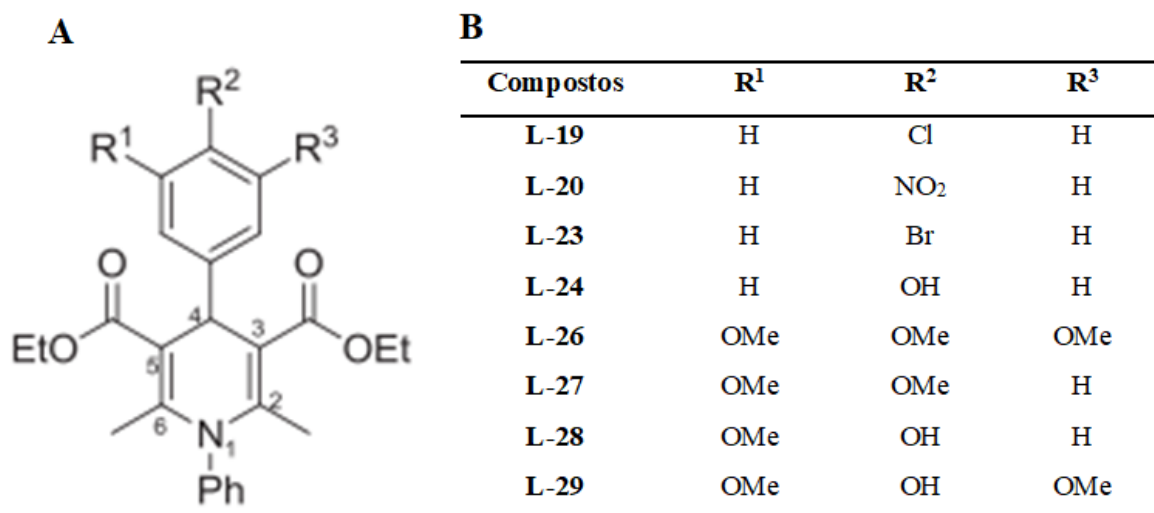 A
R²
R¹
R³
O
O
4
3
EtO
OEt
5
2
6
N
1
Ph
B
Compostos R¹ R² R³
L-19 H Cl H
L-20 H NO₂ H
L-23 H Br H
L-24 H OH H
L-26 OMe OMe OMe
L-27 OMe OMe H
L-28 OMe OH H
L-29 OMe OH OMe